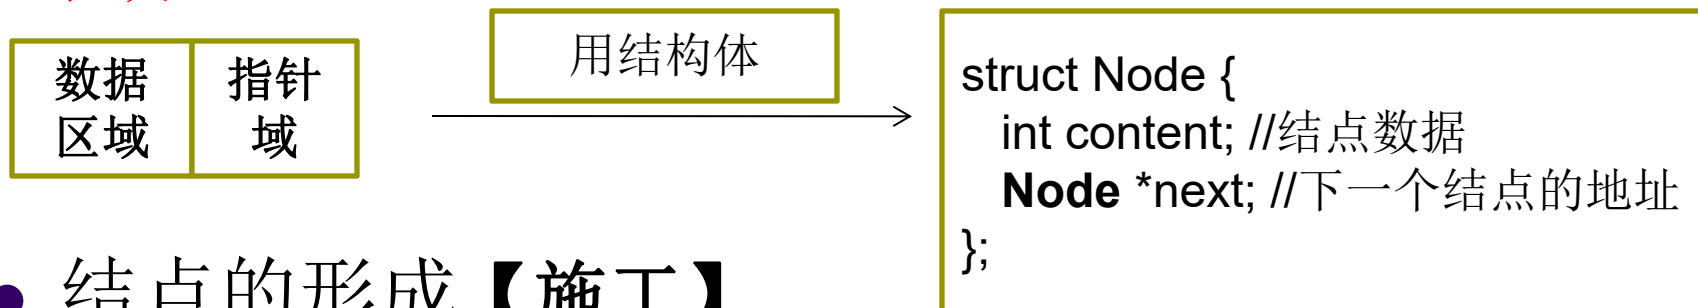 数据
区域
指针
域
用结构体
struct Node {
int content; //结点数据
Node *next; //下一个结点的地址
};
结点的形成【施工】